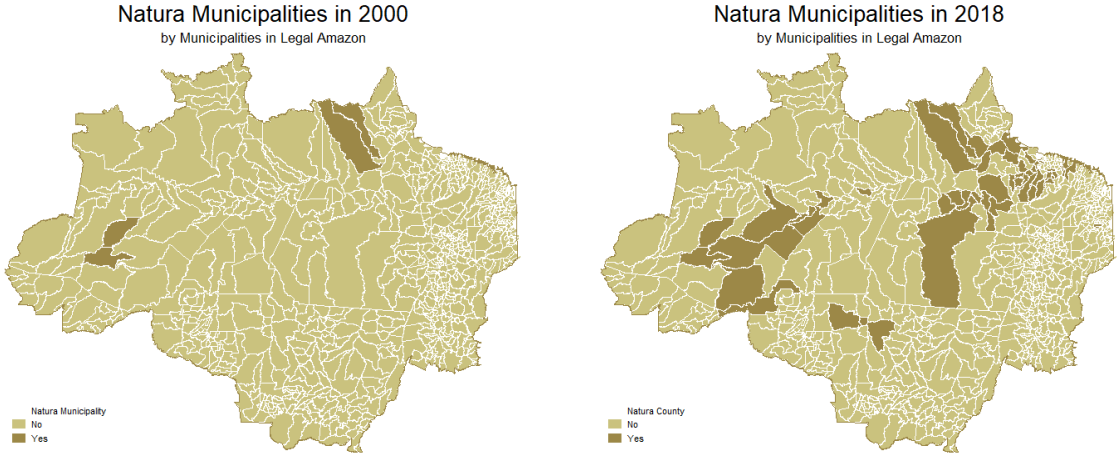 Natura Municipalities in 2000
by Municipalities in Legal Amazon
Natura Municipality
No
Yes
Natura Municipalities in 2018
by Municipalities in Legal Amazon
Natura County
No
Yes